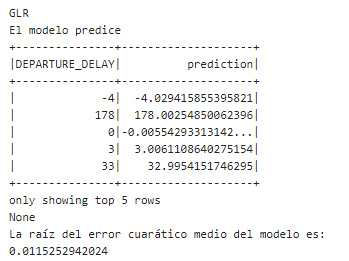 GLR
El modelo predice
+---------------+--------------------+
|DEPARTURE_DELAY|          prediction|
+---------------+--------------------+
|             -4|  -4.029415855395821|
|            178|  178.00254850062396|
|              0|-0.00554293313142...|
|              3|  3.0061108640275154|
|             33|    32.9954151746295|
+---------------+--------------------+
only showing top 5 rows
None
La raíz del error cuarático medio del modelo es:
0.0115252942024